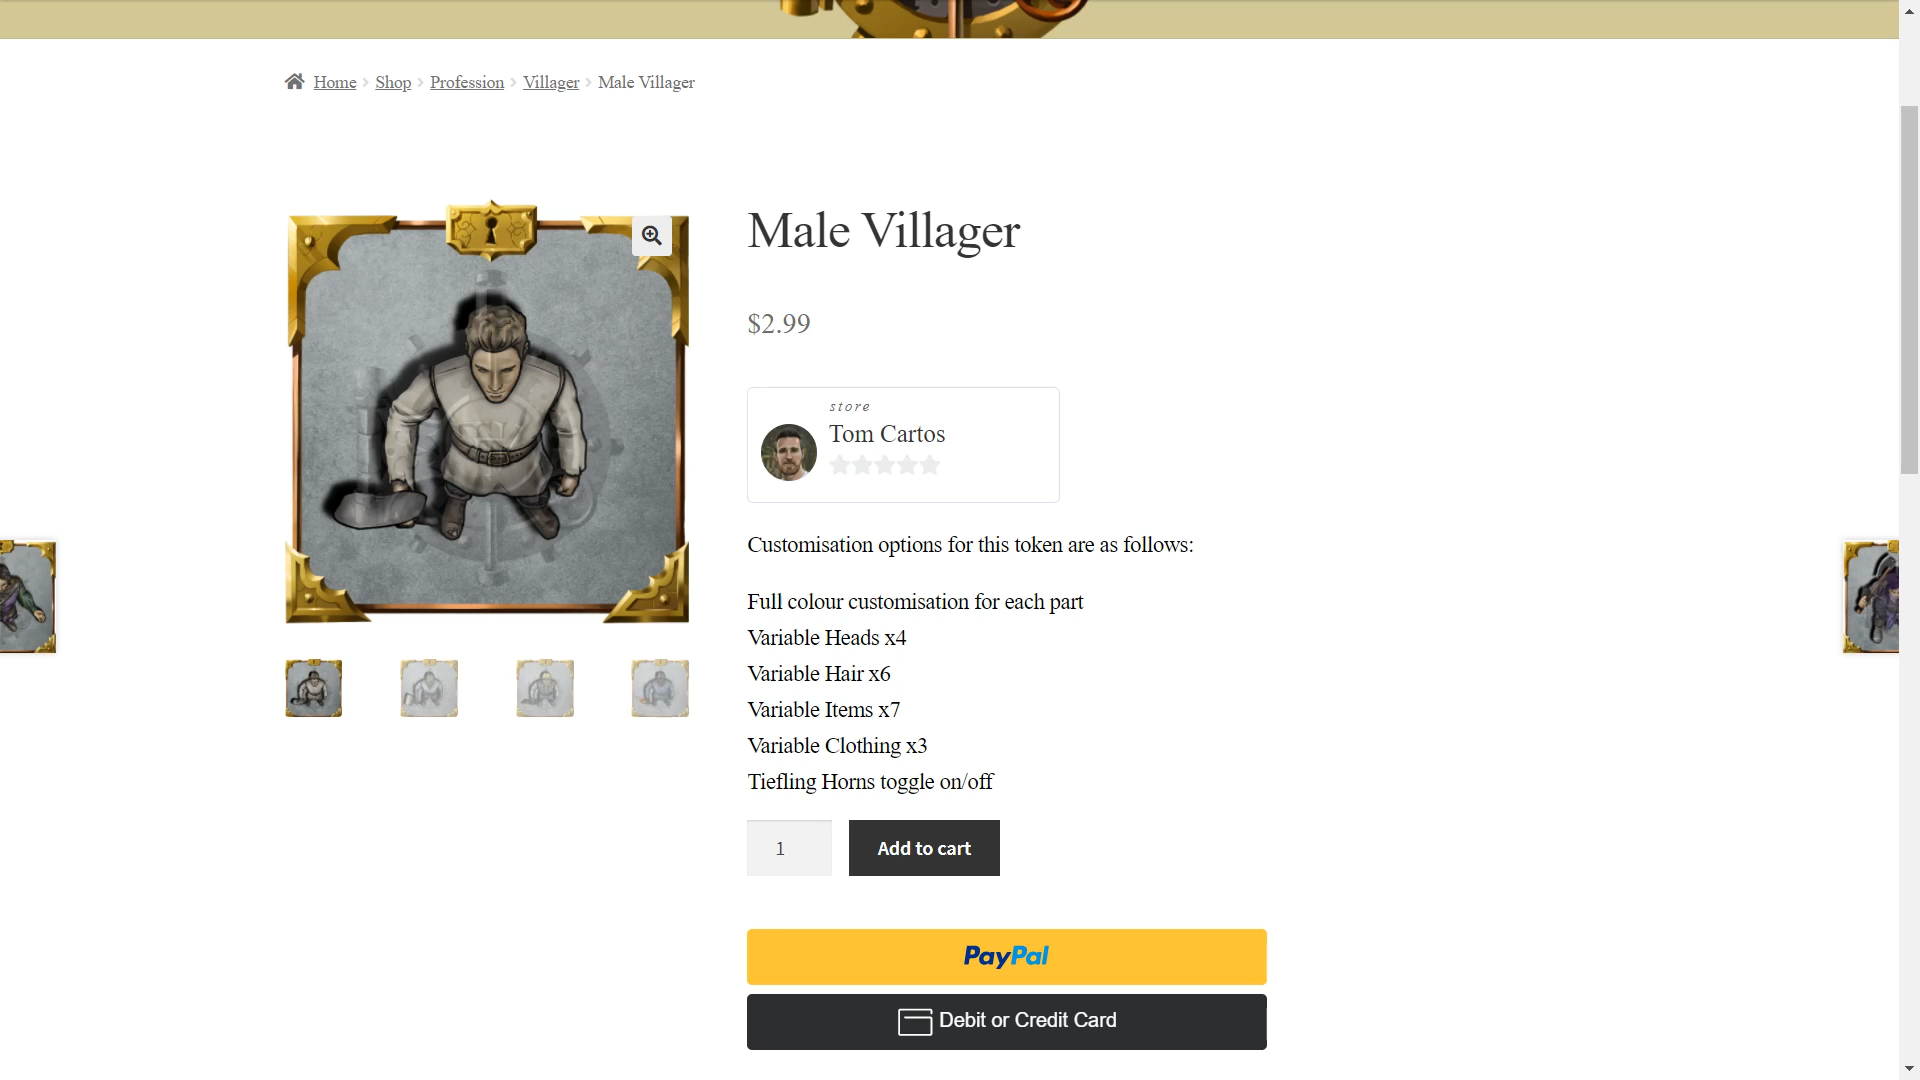 Home > Shop > Profession > Villager > Male Villager
Male Villager
$2.99
store
Tom Cartos
Customisation options for this token are as follows:
Full colour customisation for each part
Variable Heads x4
Variable Hair x6
Variable Items x7
Variable Clothing x3
Tiefling Horns toggle on/off
1
Add to cart
PayPal
Debit or Credit Card